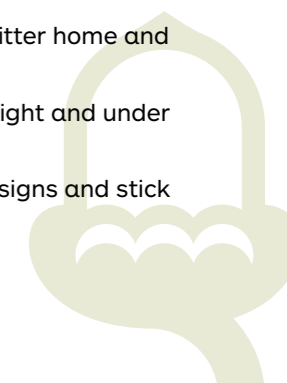 itter home and
ight and under
signs and stick